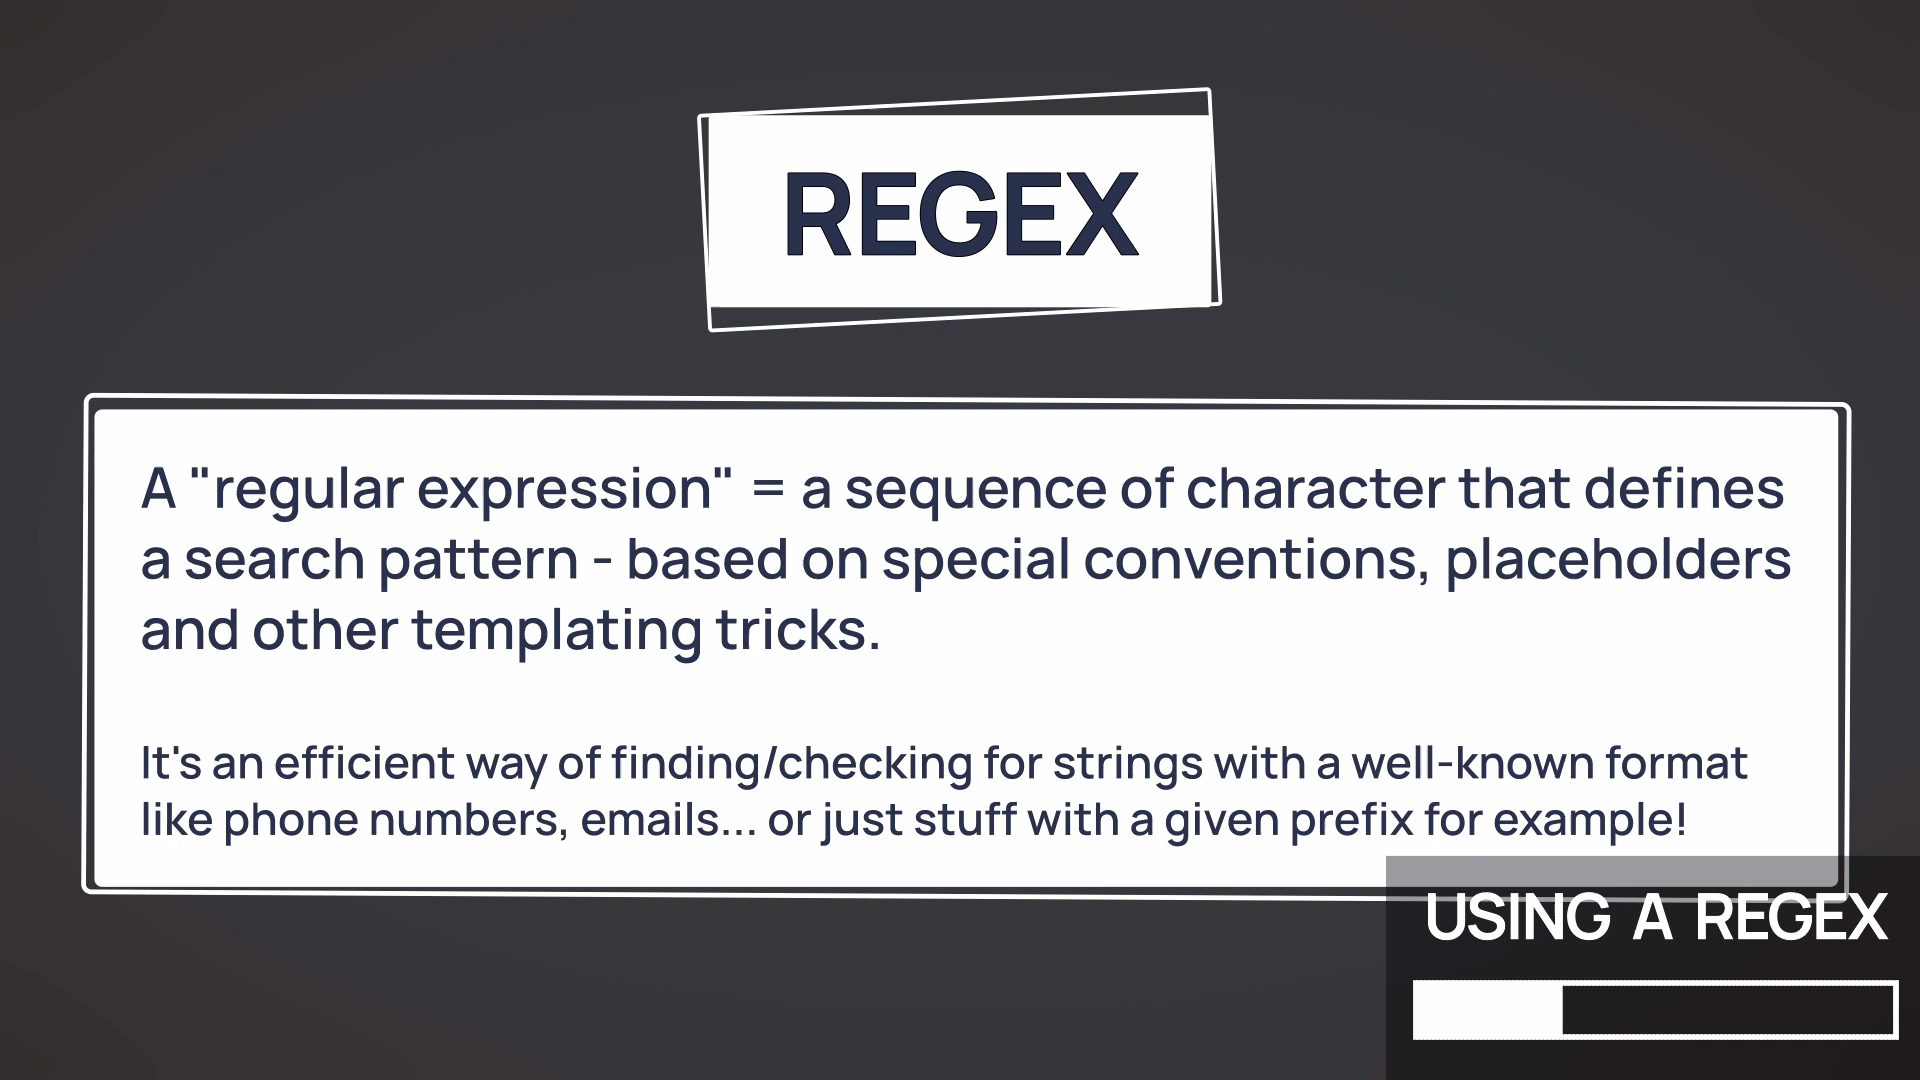 REGEX
A "regular expression" = a sequence of character that defines
a search pattern - based on special conventions, placeholders
and other templating tricks.
It's an efficient way of finding/checking for strings with a well-known format
like phone numbers, emails... or just stuff with a given prefix for example!
USING A REGEX